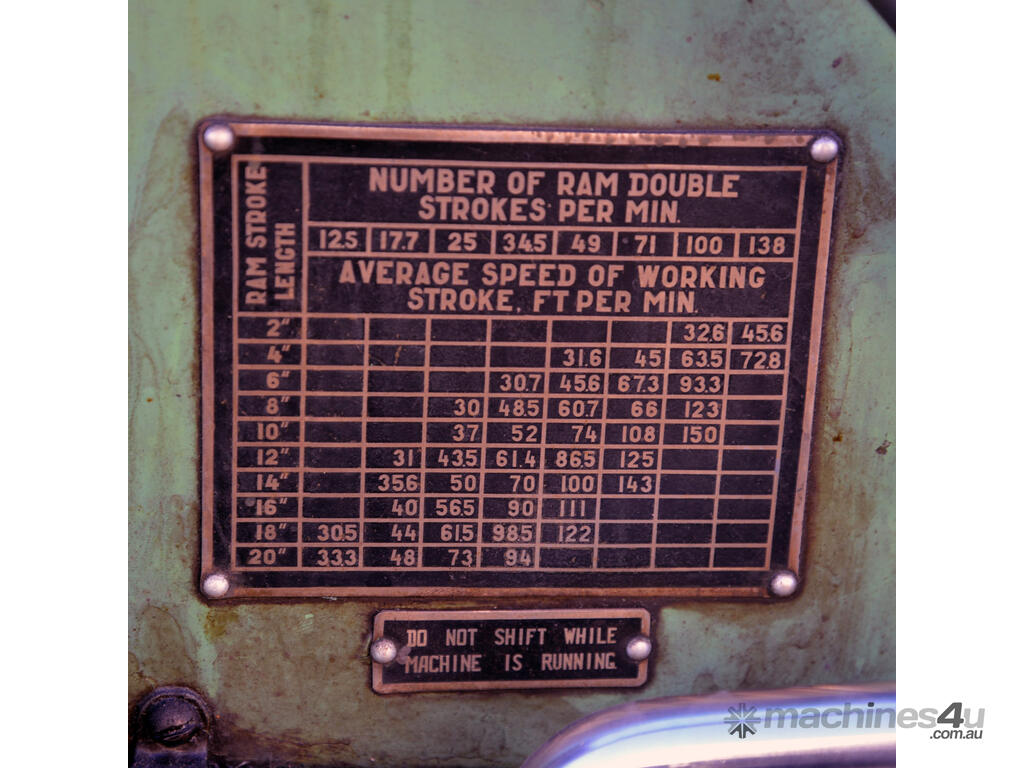 RAM STROKE
LENGTH
NUMBER OF RAM DOUBLE
STROKES PER MIN.
12.5 17.7 25 34.5 49 71 100 138
AVERAGE SPEED OF WORKING
STROKE, FT PER MIN.
2" 32.6 45.6
4" 31.6 45 63.5 72.8
6" 30.7 45.6 67.3 93.3
8" 30 48.5 60.7 66 123
10" 37 52 74 108 150
12" 31 43.5 61.4 86.5 125
14" 35.6 50 70 100 143
16" 40 56.5 90 111
18" 30.5 44 61.5 98.5 122
20" 33.3 48 73 94
DO NOT SHIFT WHILE
MACHINE IS RUNNING
machines4u
.com.au